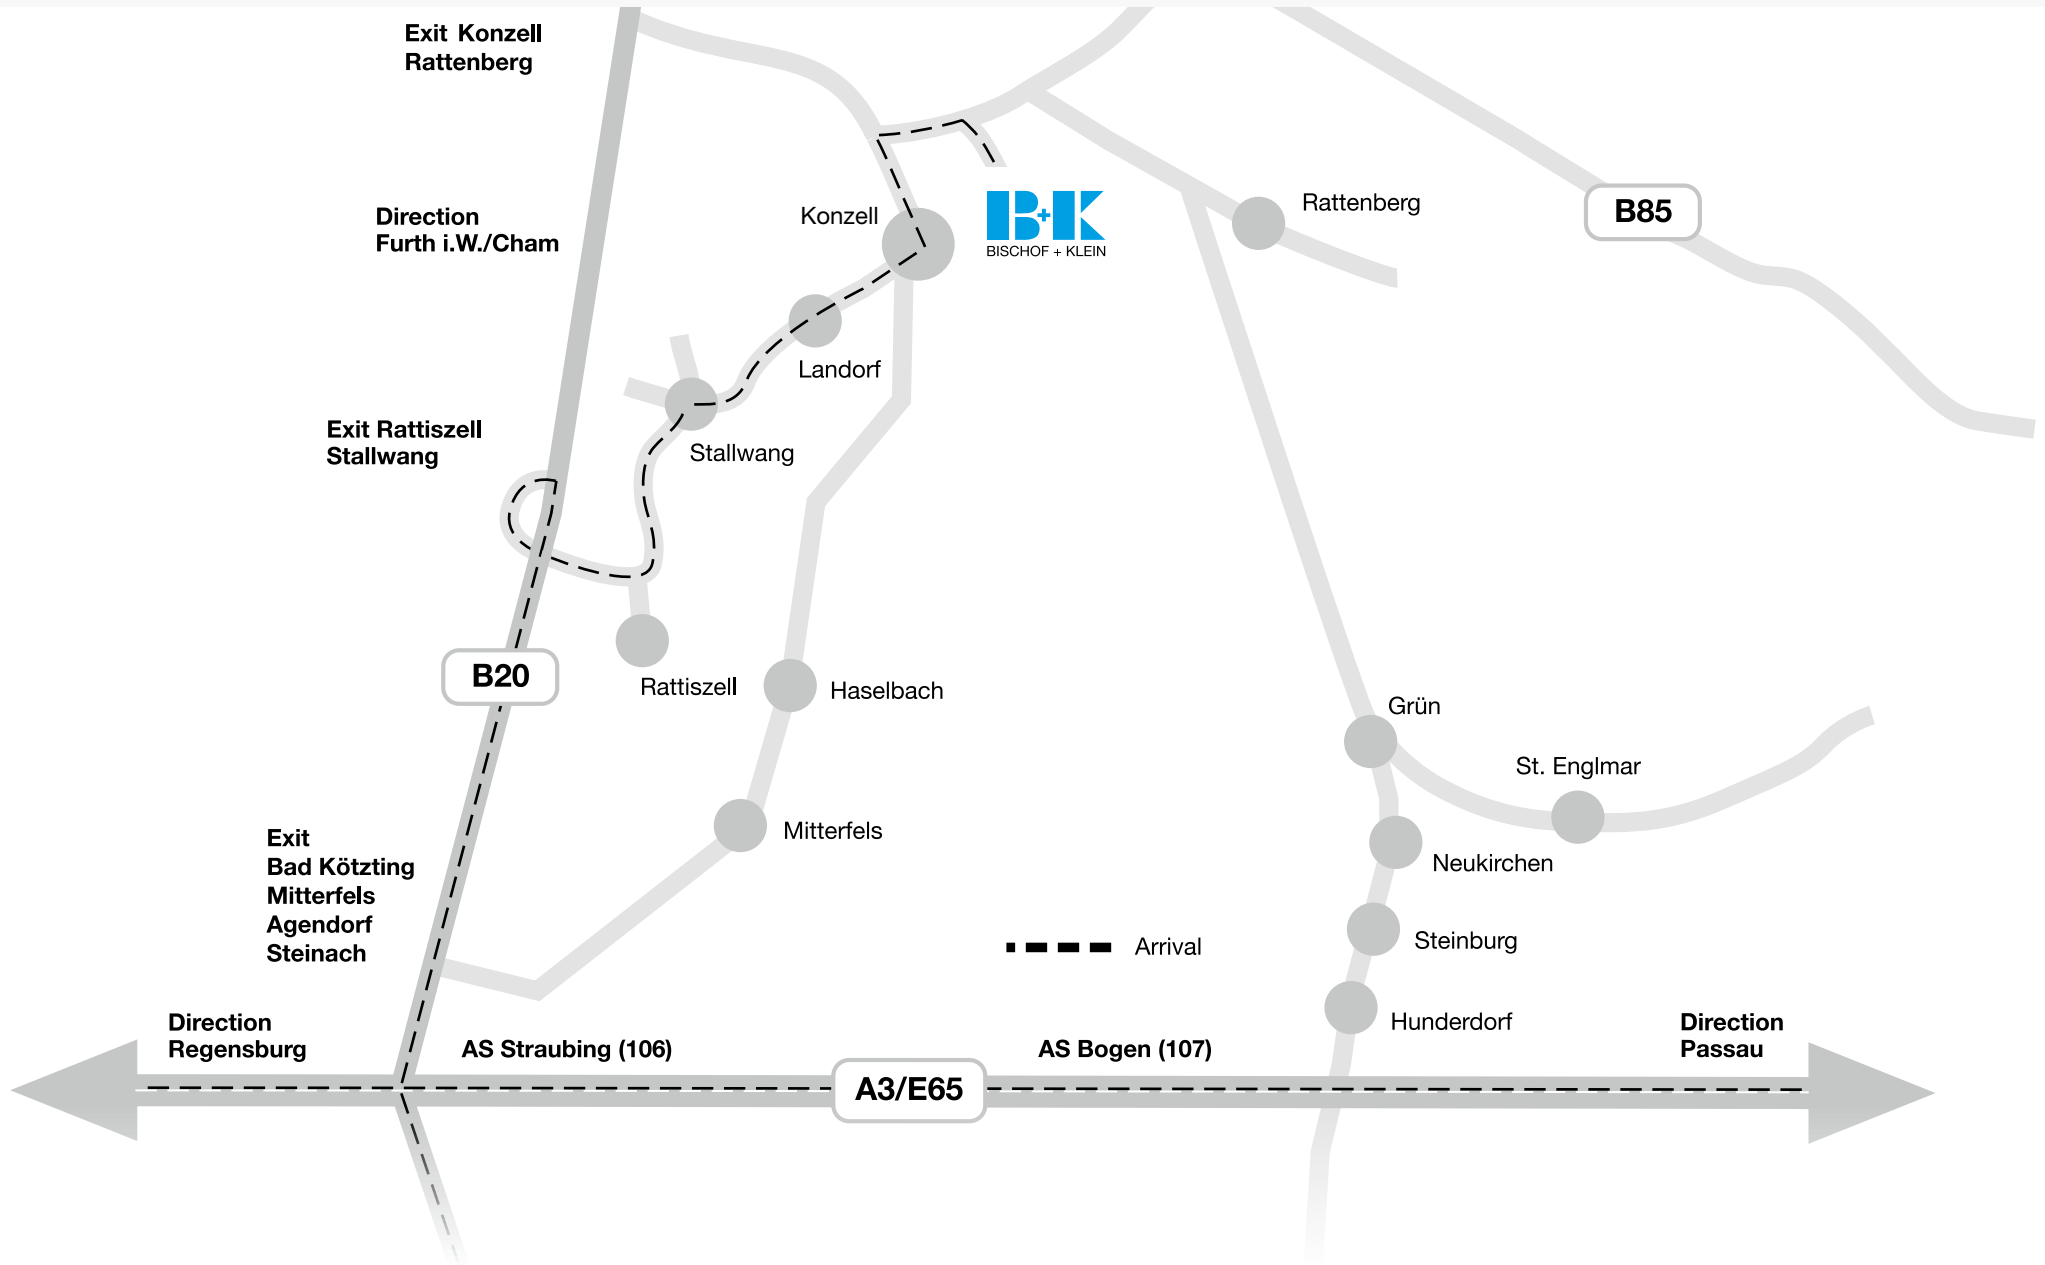 Exit Konzell
Rattenberg
Direction
Furth i.W./Cham
Konzell
B+K
BISCHOF + KLEIN
Rattenberg
B85
Landorf
Exit Rattiszell
Stallwang
Stallwang
B20
Rattiszell
Haselbach
Grün
St. Englmar
Exit
Bad Kötzting
Mitterfels
Agendorf
Steinach
Mitterfels
Neukirchen
Arrival
Steinburg
Hunderdorf
Direction
Regensburg
AS Straubing (106)
A3/E65
AS Bogen (107)
Direction
Passau